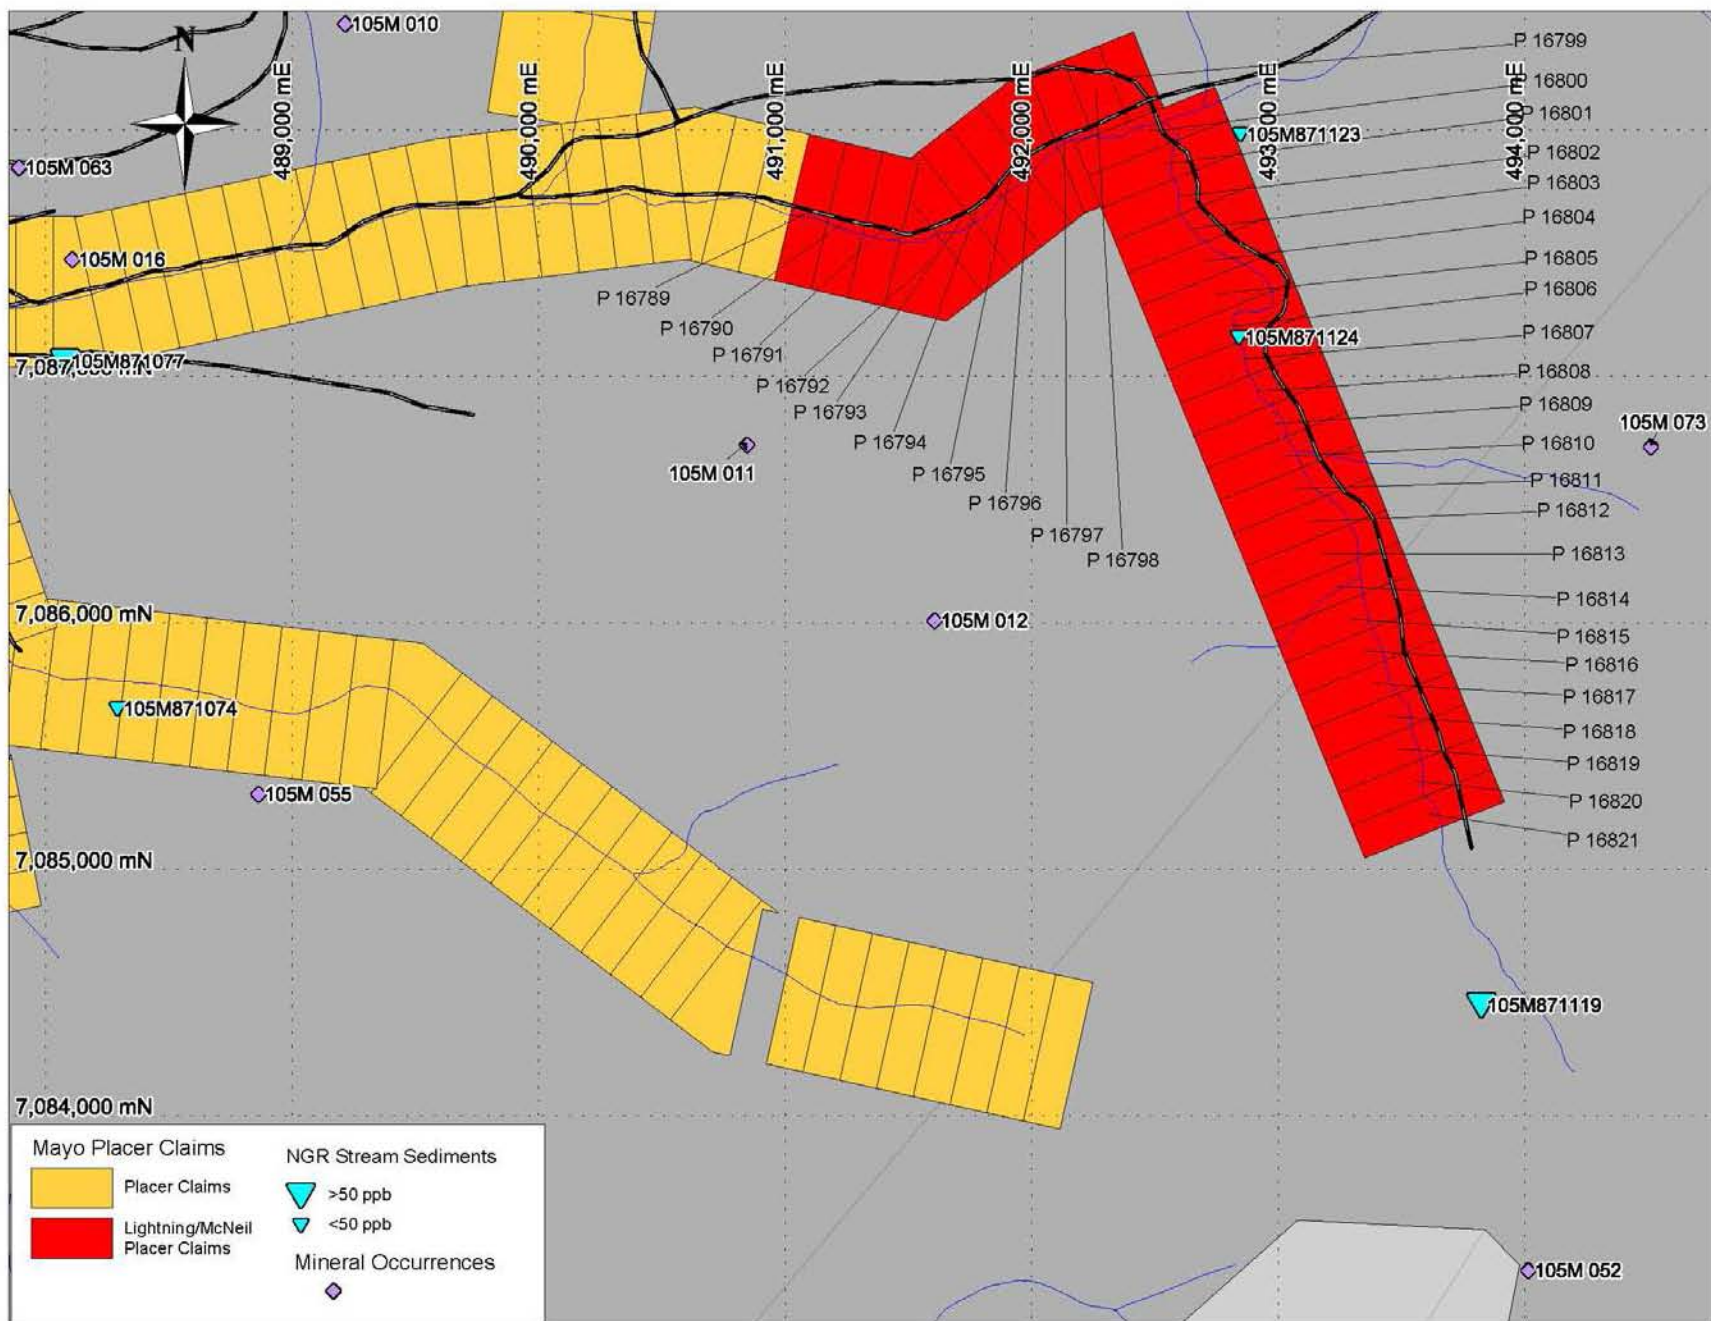 105M 010
N
489,000 mE
490,000 mE
491,000 mE
492,000 mE
493,000 mE
494,000 mE
P 16799
P 16800
P 16801
P 16802
P 16803
P 16804
P 16805
P 16806
P 16807
P 16808
P 16809
P 16810
P 16811
P 16812
P 16813
P 16814
P 16815
P 16816
P 16817
P 16818
P 16819
P 16820
P 16821
105M871123
105M 063
105M 016
P 16789
P 16790
P 16791
P 16792
P 16793
P 16794
P 16795
P 16796
P 16797
P 16798
105M871124
105M871077
7,087,000 mN
105M 011
105M 073
7,086,000 mN
105M 012
105M871074
105M 055
7,085,000 mN
105M871119
7,084,000 mN
Mayo Placer Claims
Placer Claims
Lightning/McNeil
Placer Claims
NGR Stream Sediments
>50 ppb
<50 ppb
Mineral Occurrences
105M 052